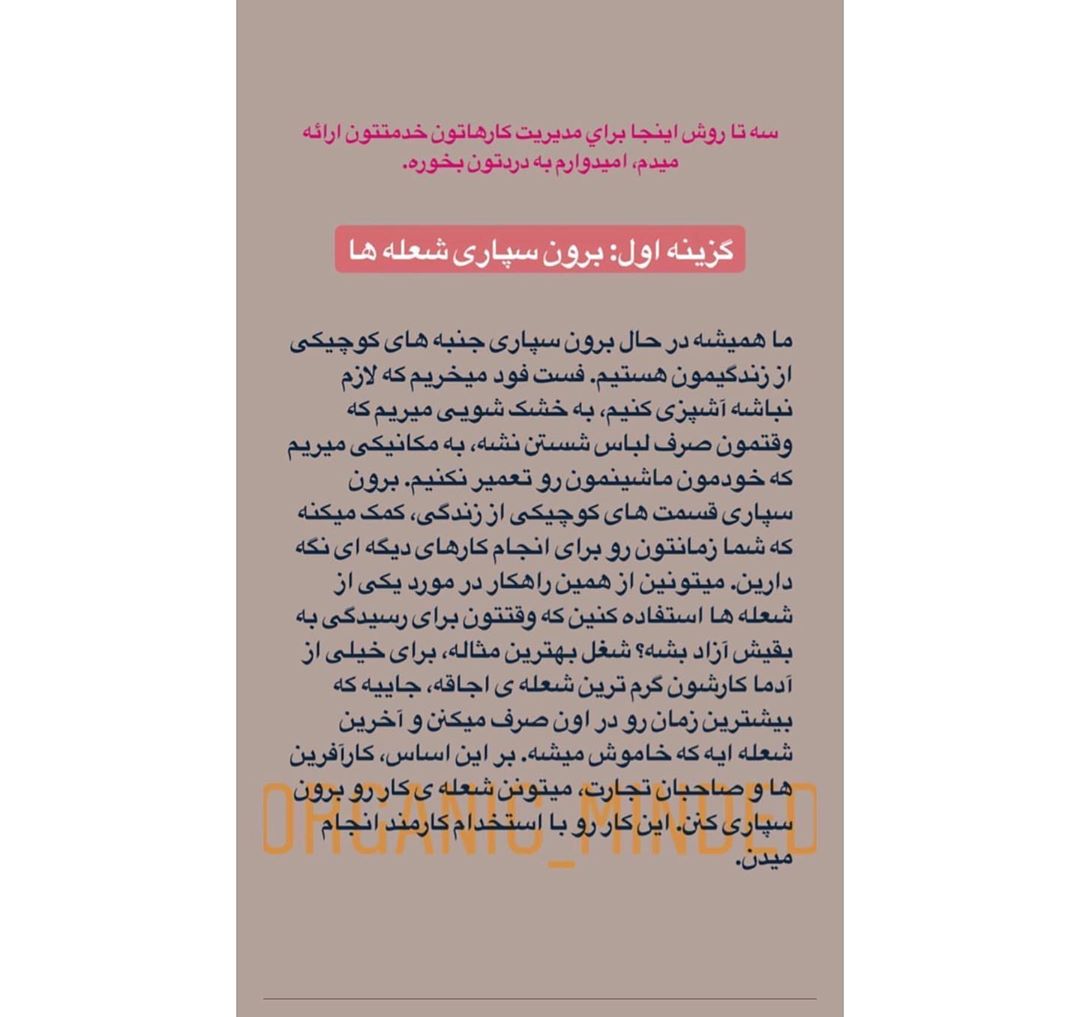 سه تا روش اینجا براي مدیریت کارهاتون خدمتتون ارائه
میدم، امیدوارم به دردتون بخوره.
گزینه اول: برون سپاری شعله ها
ما همیشه در حال برون سپاری جنبه های کوچیکی
از زندگیمون هستیم. فست فود میخریم که لازم
نباشه آشپزی کنیم، به خشک شویی میریم که
وقتمون صرف لباس شستن نشه، به مکانیکی میریم
که خودمون ماشینمون رو تعمیر نکنیم. برون
سپاری قسمت های کوچیکی از زندگی، کمک میکنه
که شما زمانتون رو برای انجام کارهای دیگه ای نگه
دارین. میتونین از همین راهکار در مورد یکی از
شعله ها استفاده کنین که وقتتون برای رسیدگی به
بقیش آزاد بشه؟ شغل بهترین مثاله، برای خیلی از
آدما کارشون گرم ترین شعله ی اجاقه، جاییه که
بیشترین زمان رو در اون صرف میکنن و آخرین
شعله ایه که خاموش میشه. بر این اساس، کارآفرین
ها و صاحبان تجارت، میتونن شعله ی کار رو برون
سپاری کنن. این کار رو با استخدام کارمند انجام
میدن.
ORGANIC_MINDED